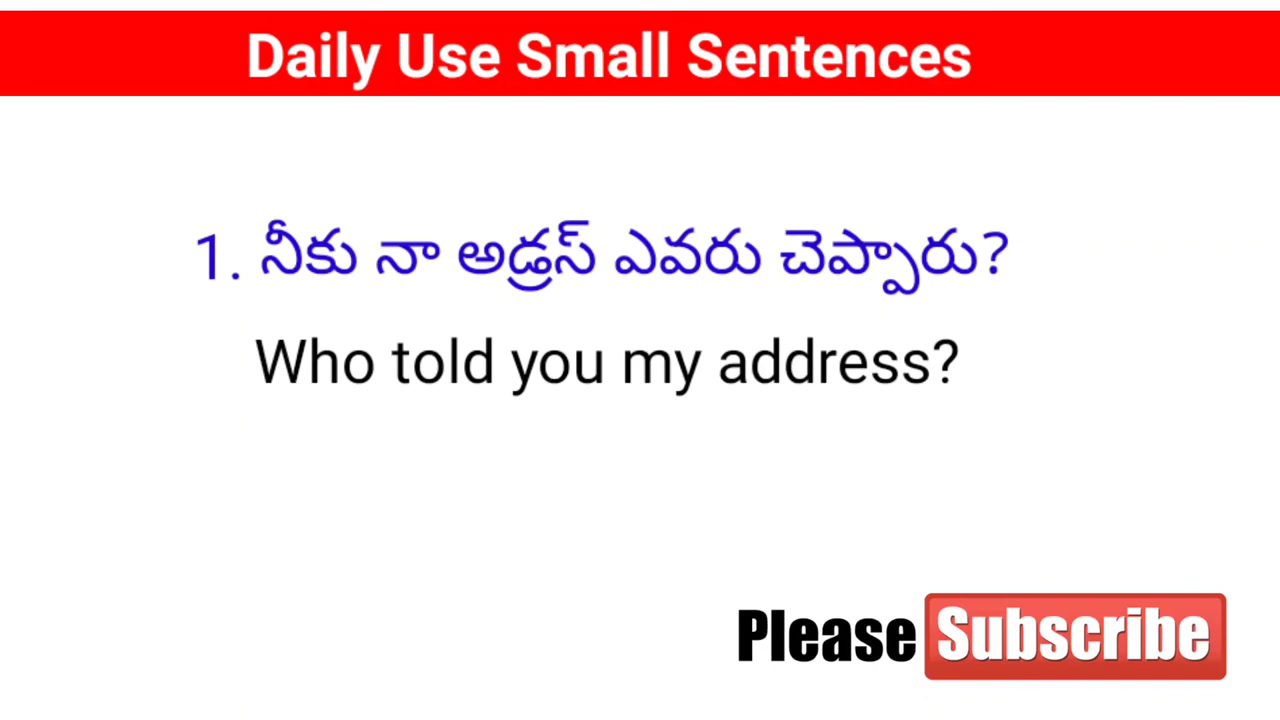 Daily Use Small Sentences
1. నీకు నా అడ్రస్ ఎవరు చెప్పారు?
Who told you my address?
Please Subscribe